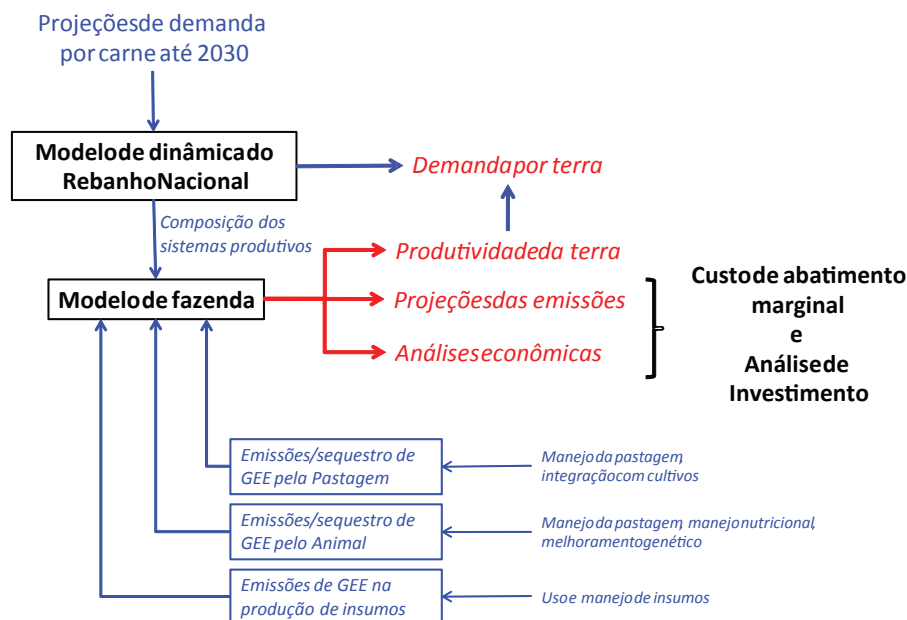 Projeçõesde demanda
por carne até 2030
Modelode dinâmicado
RebanhoNacional
Demandapor terra
Composição dos
sistemas produtivos
Produtividadeda terra
Modelode fazenda
Projeçõesdas emissões
Análiseseconômicas
Custode abatimento
marginal
e
Análisede
Investimento
Emissões/sequestro de
GEE pela Pastagem
Manejoda pastagem,
integraçãocom cultivos
Emissões/sequestro de
GEE pelo Animal
Manejoda pastagem, manejonutricional,
melhoramentogenético
Emissões de GEE na
produção de insumos
Usoe manejode insumos